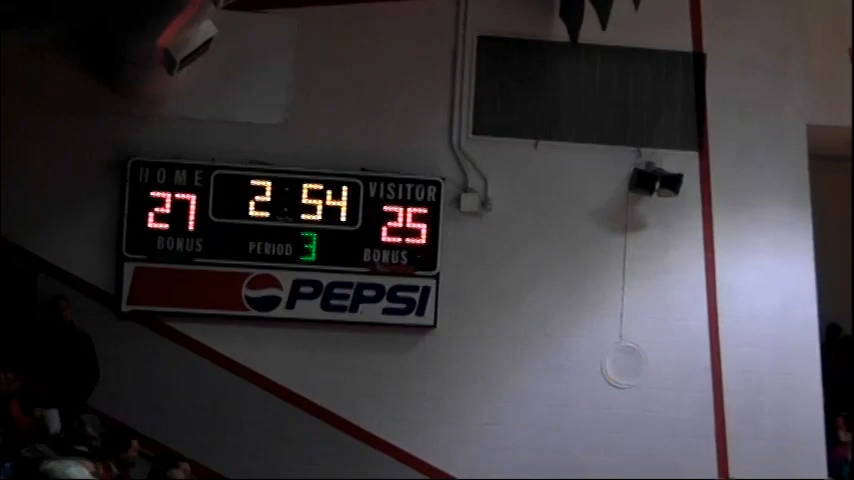 HOME 2:54 VISITOR
27 25
BONUS PERIOD 3 BONUS
PEPSI